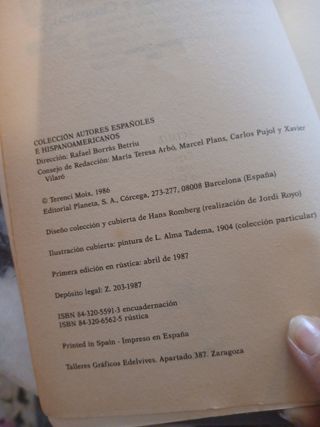 COLECCIÓN AUTORES ESPAÑOLES
E HISPANOAMERICANOS
Dirección: Rafael Borràs Betriu
Consejo de Redacción: María Teresa Arbó, Marcel Plans, Carlos Pujol y Xavier
Vilaró
© Terenci Moix, 1986
Editorial Planeta, S. A., Córcega, 273-277, 08008 Barcelona (España)
Diseño colección y cubierta de Hans Romberg (realización de Jordi Royo)
Ilustración cubierta: pintura de L. Alma Tadema, 1904 (colección particular)
Primera edición en rústica: abril de 1987
Depósito legal: Z. 203-1987
ISBN 84-320-5591-3 encuadernación
ISBN 84-320-6562-5 rústica
Printed in Spain - Impreso en España
Talleres Gráficos Edelvives. Apartado 387. Zaragoza